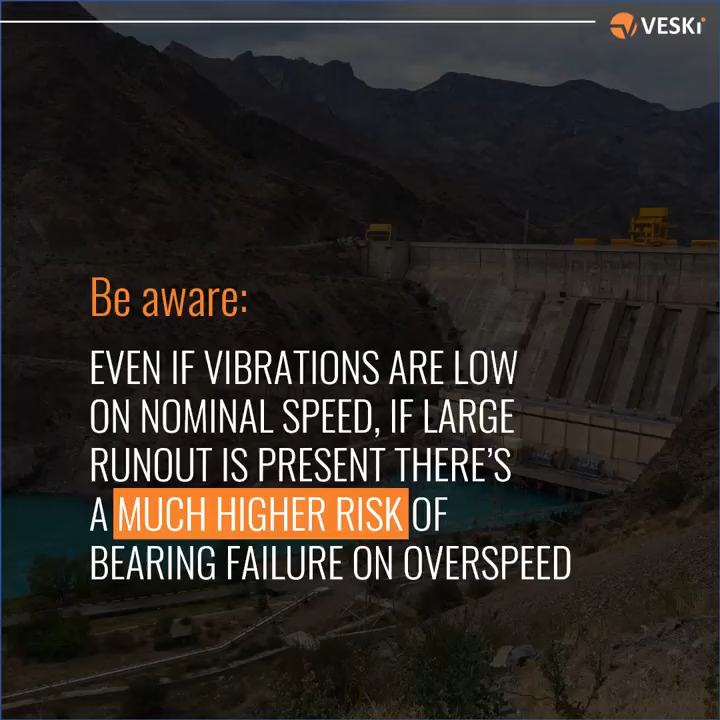 VESKi
Be aware:
EVEN IF VIBRATIONS ARE LOW
ON NOMINAL SPEED, IF LARGE
RUNOUT IS PRESENT THERE'S
A MUCH HIGHER RISK OF
BEARING FAILURE ON OVERSPEED